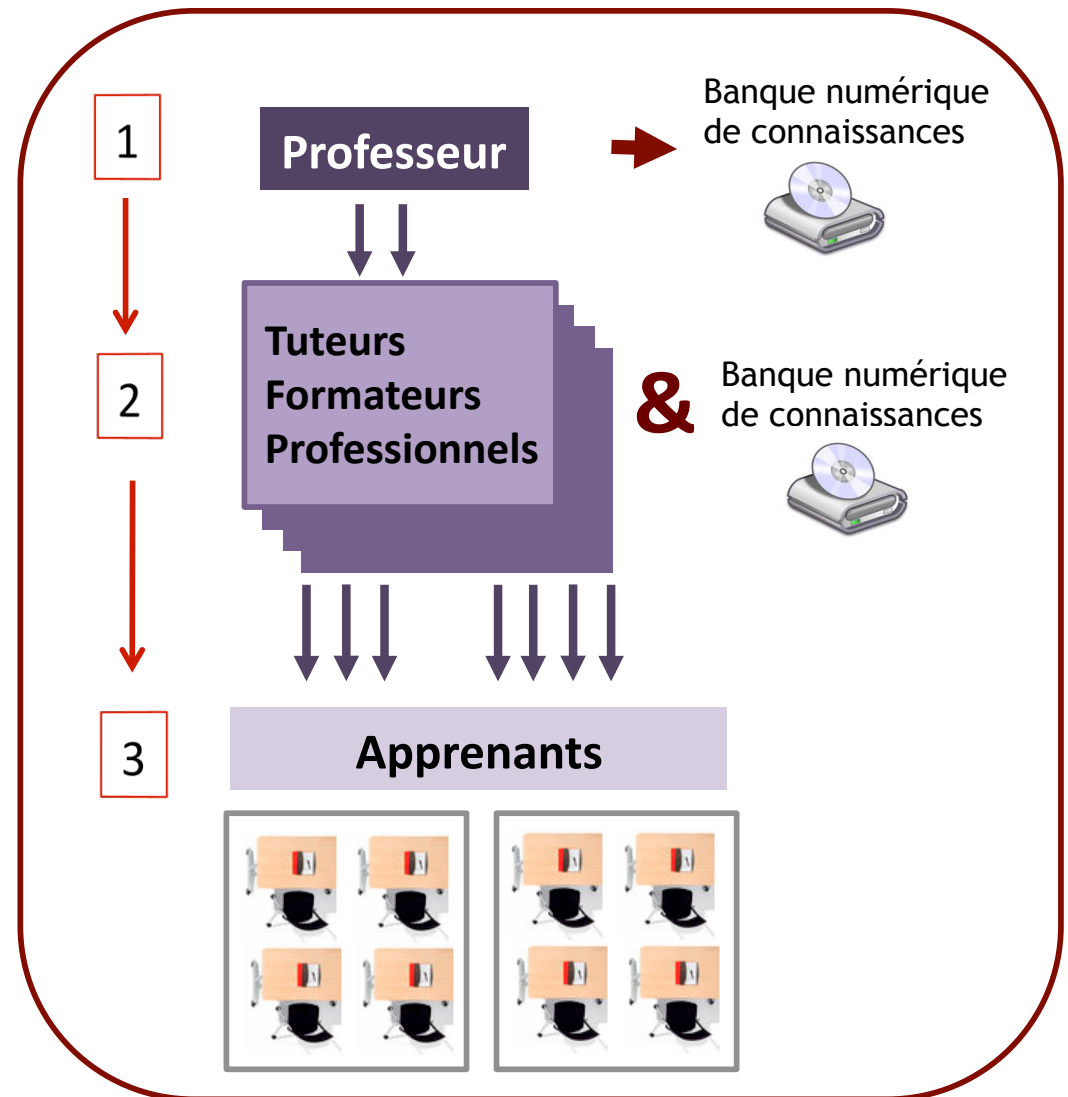 1
Professeur
Banque numérique
de connaissances
2
Tuteurs
Formateurs
Professionnels
&
Banque numérique
de connaissances
3
Apprenants